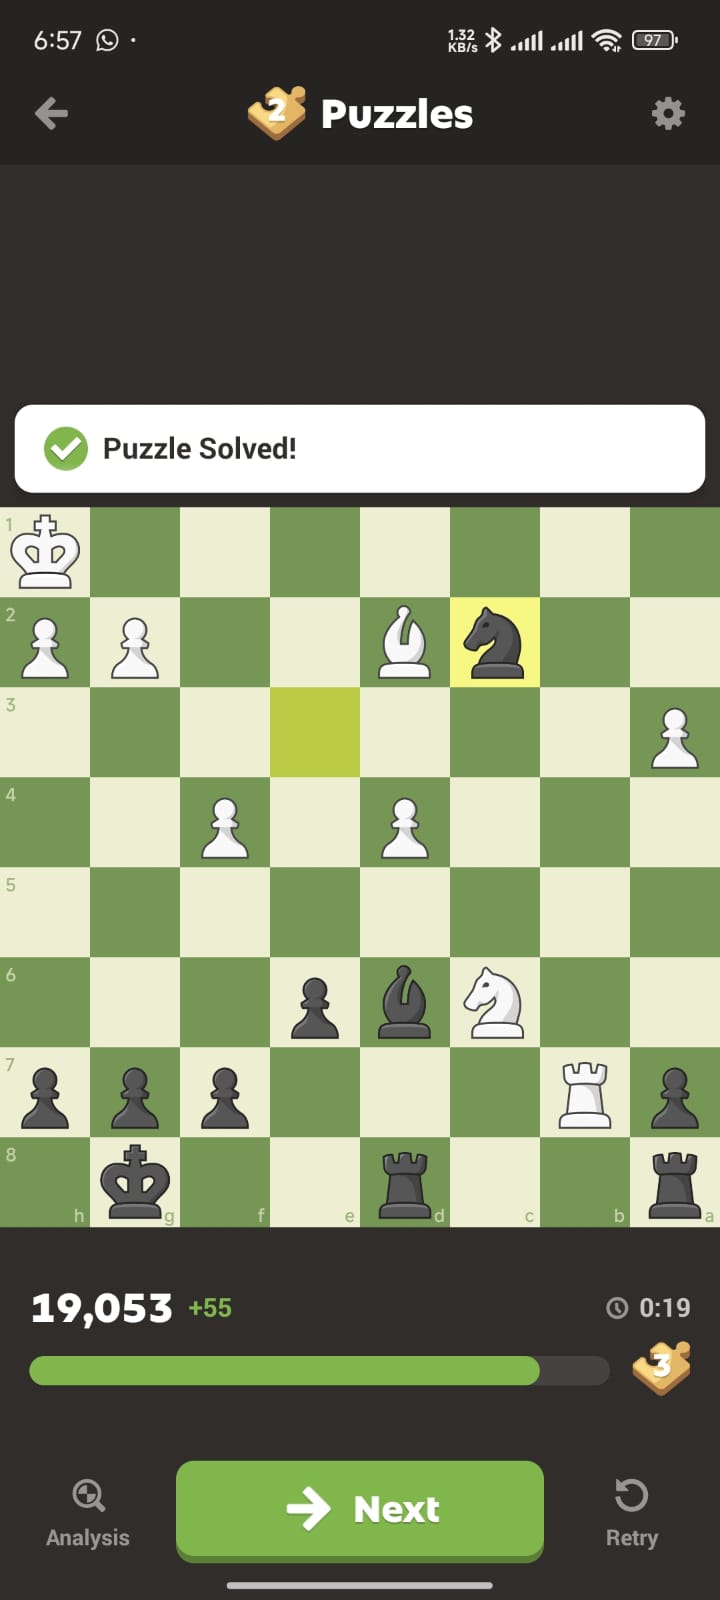 6:57 1.32 KB/s 97
2 Puzzles
Puzzle Solved!
1
2
3
4
5
6
7
8
h g f e d c b a
19,053 +55 0:19
3
Analysis Next Retry